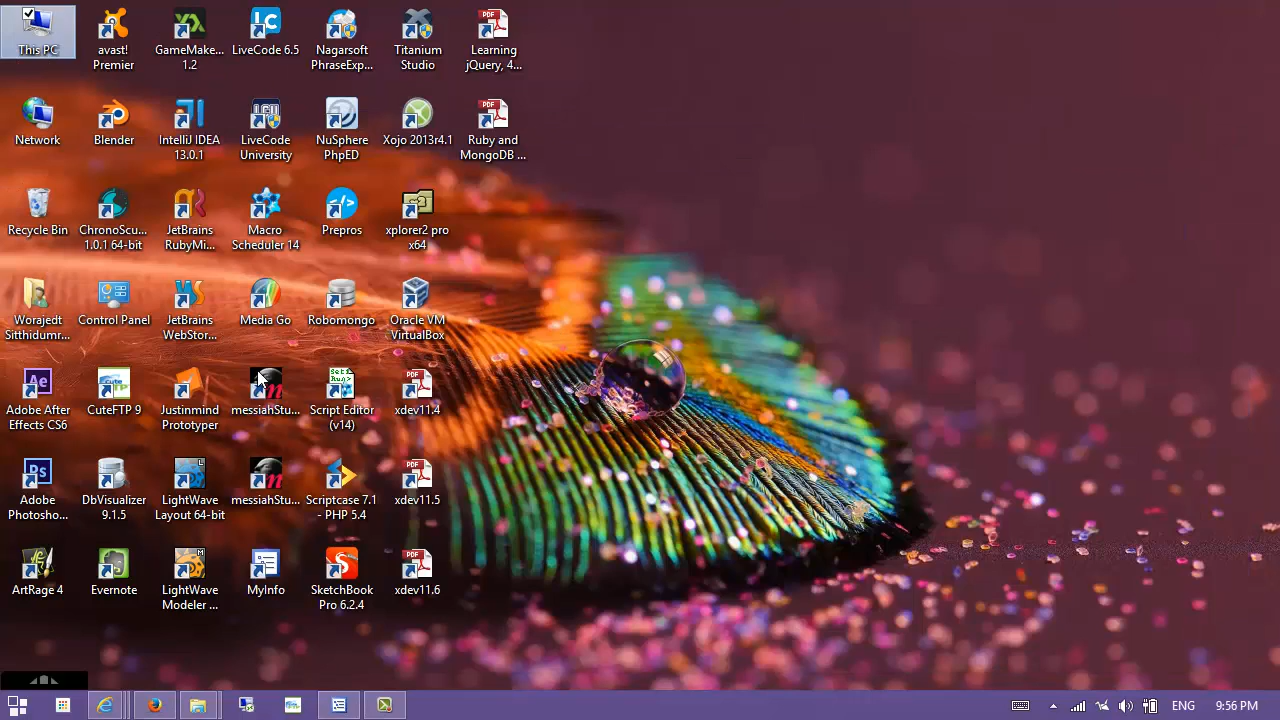 This PC
avast!
Premier
GameMake...
1.2
LiveCode 6.5
Nagarsoft
PhraseExp...
Titanium
Studio
Learning
jQuery, 4...
Network
Blender
IntelliJ IDEA
13.0.1
LiveCode
University
NuSphere
PhpED
Xojo 2013r4.1
Ruby and
MongoDB ...
Recycle Bin
ChronoScu...
1.0.1 64-bit
JetBrains
RubyMi...
Macro
Scheduler 14
Prepros
xplorer2 pro
x64
Worajedt
Sitthidumr...
Control Panel
JetBrains
WebStor...
Media Go
Robomongo
Oracle VM
VirtualBox
Adobe After
Effects CS6
CuteFTP 9
Justinmind
Prototyper
messiahStu...
Script Editor
(v14)
xdev11.4
Adobe
Photosho...
DbVisualizer
9.1.5
LightWave
Layout 64-bit
messiahStu...
Scriptcase 7.1
- PHP 5.4
xdev11.5
ArtRage 4
Evernote
LightWave
Modeler ...
MyInfo
SketchBook
Pro 6.2.4
xdev11.6
ENG
9:56 PM